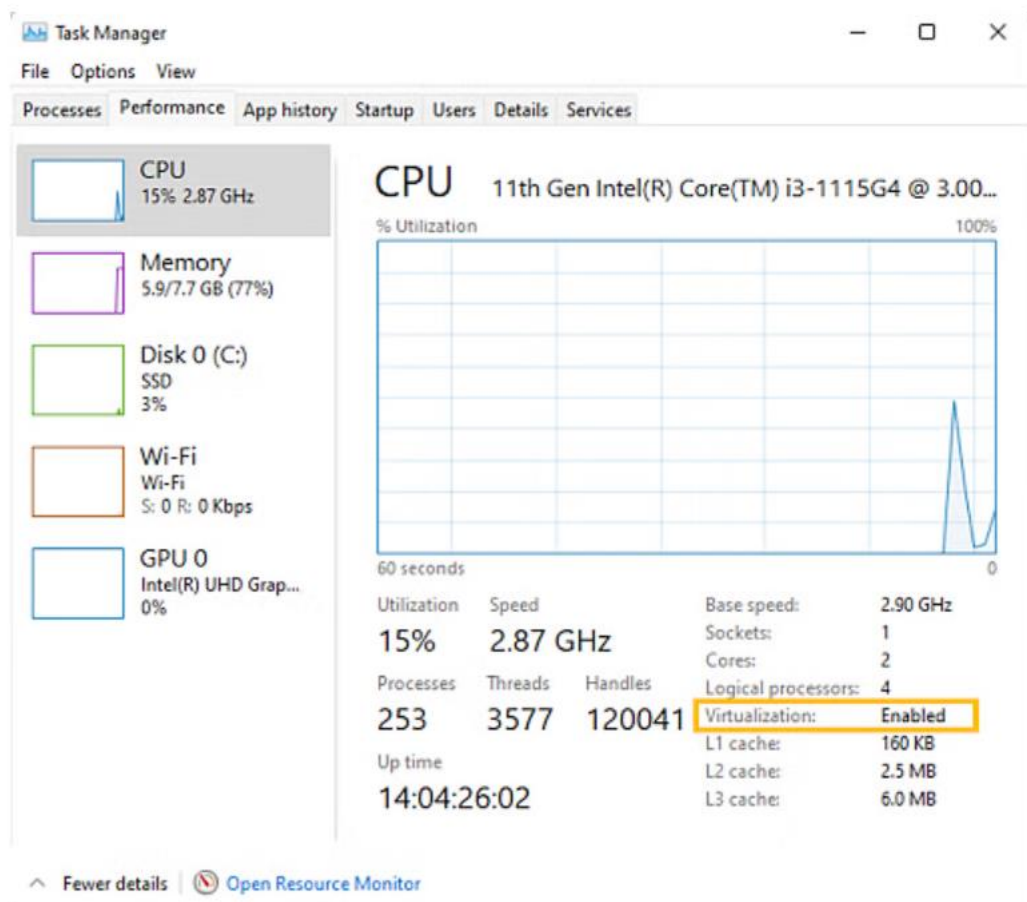 Task Manager
File Options View
Processes Performance App history Startup Users Details Services
CPU
15% 2.87 GHz
Memory
5.9/7.7 GB (77%)
Disk 0 (C:)
SSD
3%
Wi-Fi
Wi-Fi
S: 0 R: 0 Kbps
GPU 0
Intel(R) UHD Grap...
0%
CPU 11th Gen Intel(R) Core(TM) i3-1115G4 @ 3.00...
% Utilization 100%
60 seconds 0
Utilization Speed
15% 2.87 GHz
Processes Threads Handles
253 3577 120041
Up time
14:04:26:02
Base speed: 2.90 GHz
Sockets: 1
Cores: 2
Logical processors: 4
Virtualization: Enabled
L1 cache: 160 KB
L2 cache: 2.5 MB
L3 cache: 6.0 MB
Fewer details Open Resource Monitor